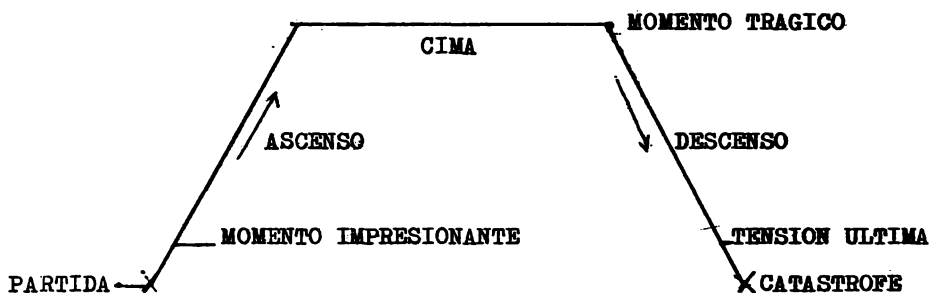 MOMENTO TRAGICO
CIMA
ASCENSO
DESCENSO
MOMENTO IMPRESIONANTE
TENSION ULTIMA
PARTIDA
CATASTROFE